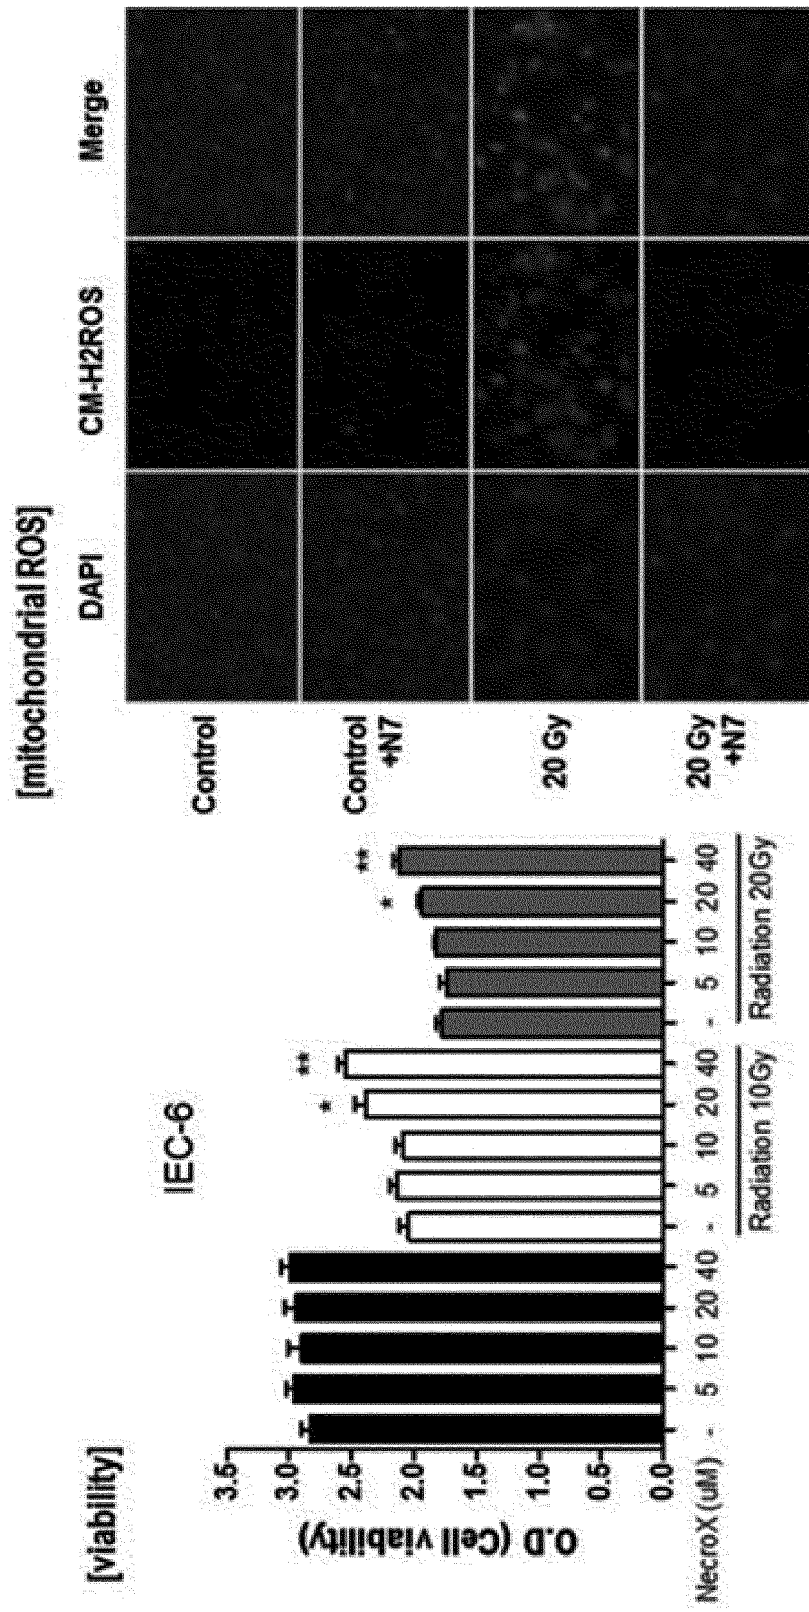 [viability]
IEC-6
O.D (Cell viability)
3.5
3.0
2.5
2.0
1.5
1.0
0.5
0.0
* ** * **
NecroX (uM) - 5 10 20 40 - 5 10 20 40 - 5 10 20 40
Radiation 10Gy Radiation 20Gy
[mitochondrial ROS]
DAPI CM-H2ROS Merge
Control
Control
+N7
20 Gy
20 Gy
+N7